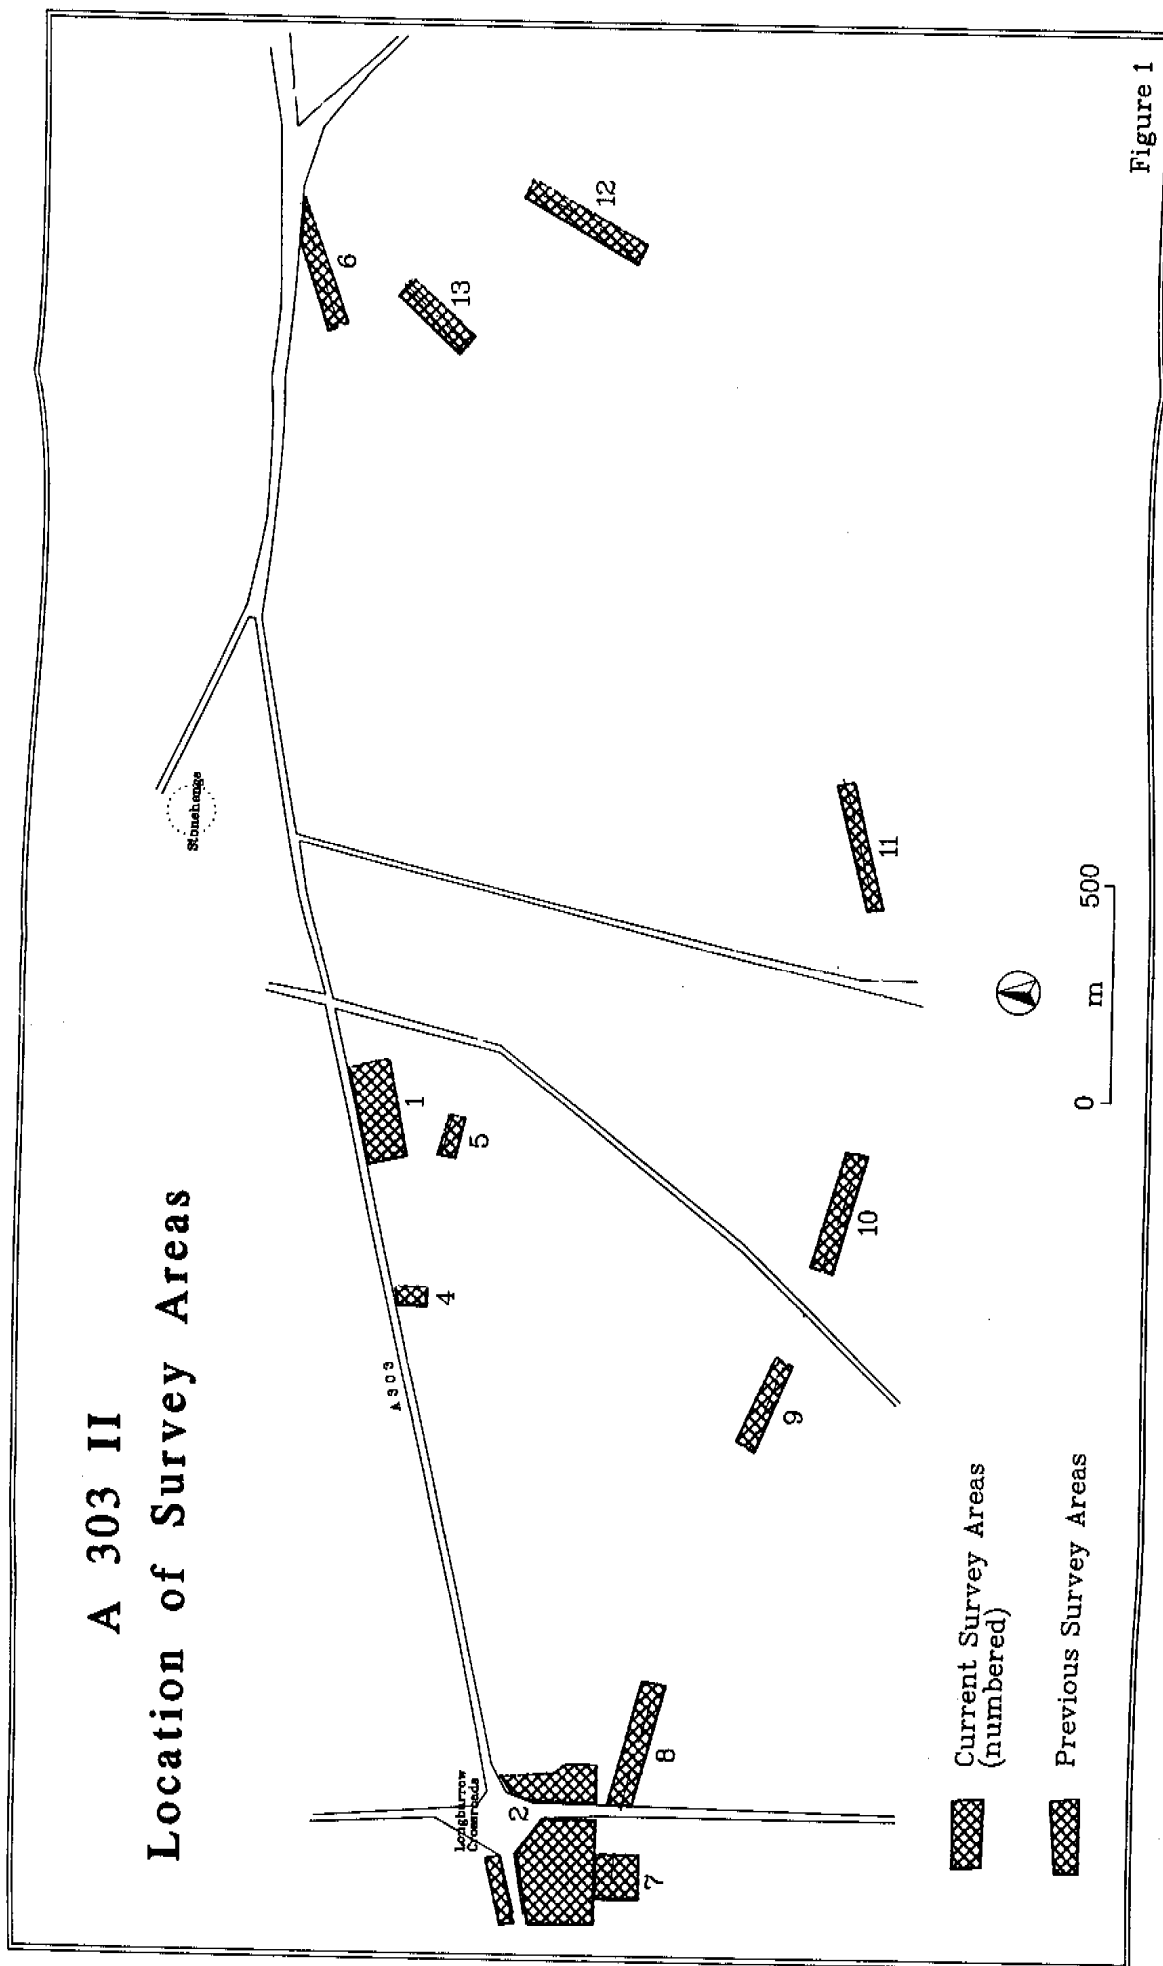 A 303 II
Location of Survey Areas
Stonehenge
6
12
13
1
5
4
A303
Longbarrow
Crossroads
2
7
8
9
10
11
Current Survey Areas
(numbered)
Previous Survey Areas
0
m
500
Figure 1